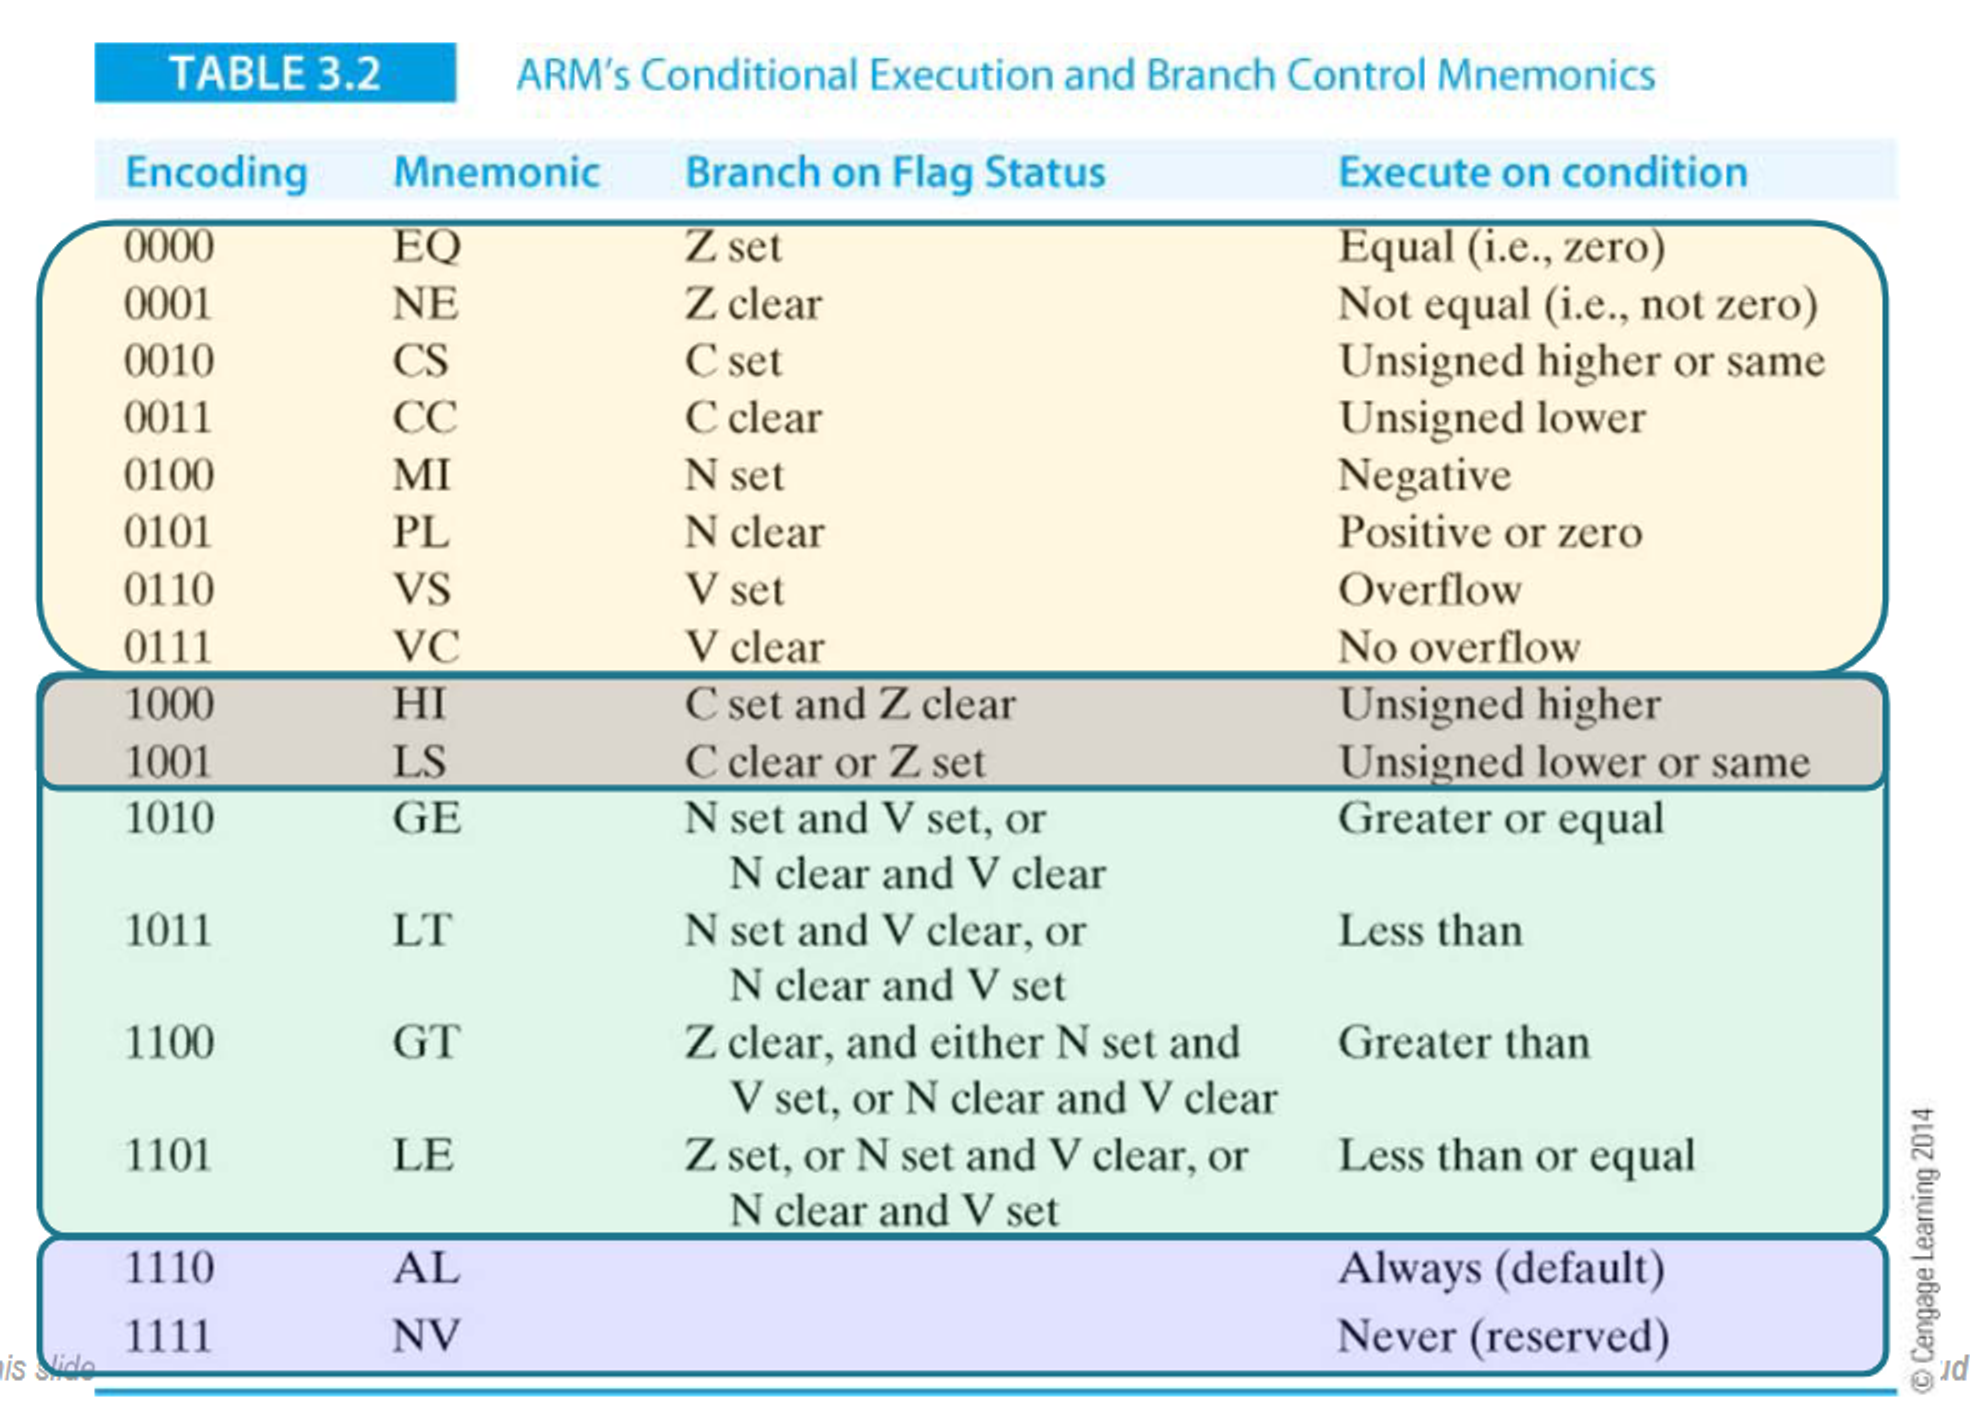 TABLE 3.2 ARM's Conditional Execution and Branch Control Mnemonics
Encoding Mnemonic Branch on Flag Status Execute on condition
0000 EQ Z set Equal (i.e., zero)
0001 NE Z clear Not equal (i.e., not zero)
0010 CS C set Unsigned higher or same
0011 CC C clear Unsigned lower
0100 MI N set Negative
0101 PL N clear Positive or zero
0110 VS V set Overflow
0111 VC V clear No overflow
1000 HI C set and Z clear Unsigned higher
1001 LS C clear or Z set Unsigned lower or same
1010 GE N set and V set, or Greater or equal
N clear and V clear
1011 LT N set and V clear, or Less than
N clear and V set
1100 GT Z clear, and either N set and Greater than
V set, or N clear and V clear
1101 LE Z set, or N set and V clear, or Less than or equal
N clear and V set
1110 AL Always (default)
1111 NV Never (reserved)
© Cengage Learning 2014
slide